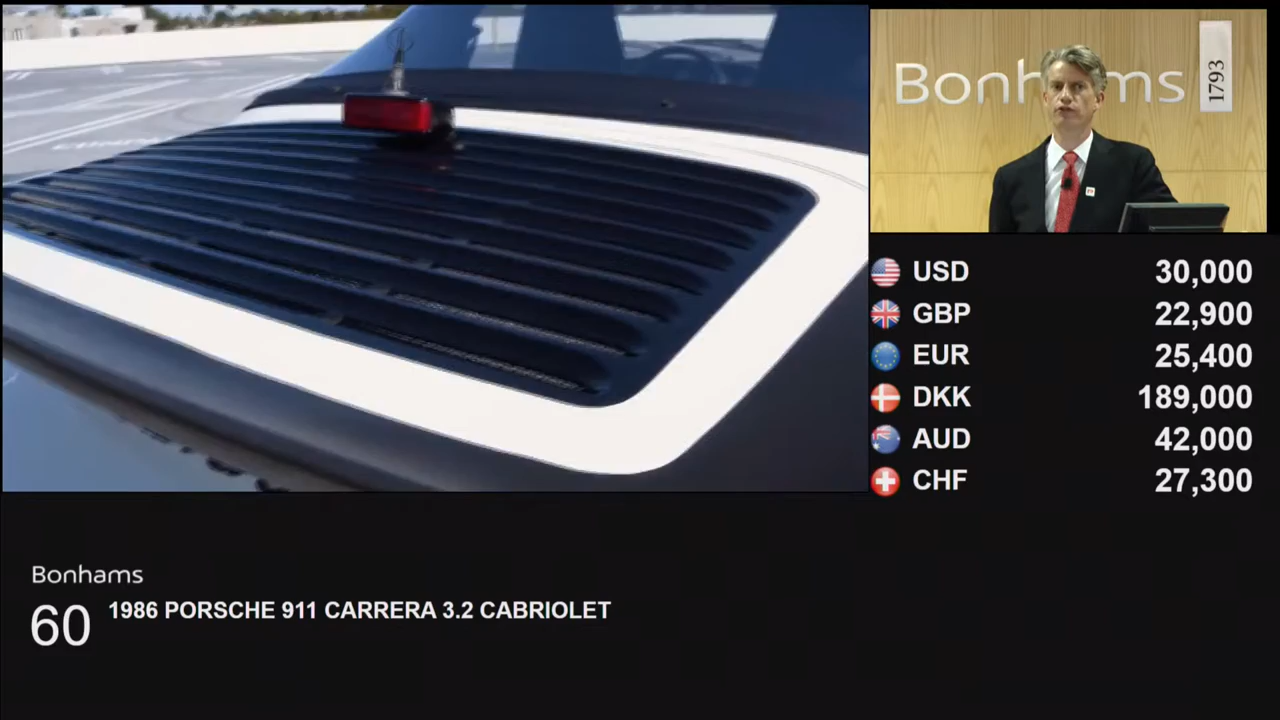 Bonhams
1793
USD 30,000
GBP 22,900
EUR 25,400
DKK 189,000
AUD 42,000
CHF 27,300
Bonhams
60 1986 PORSCHE 911 CARRERA 3.2 CABRIOLET